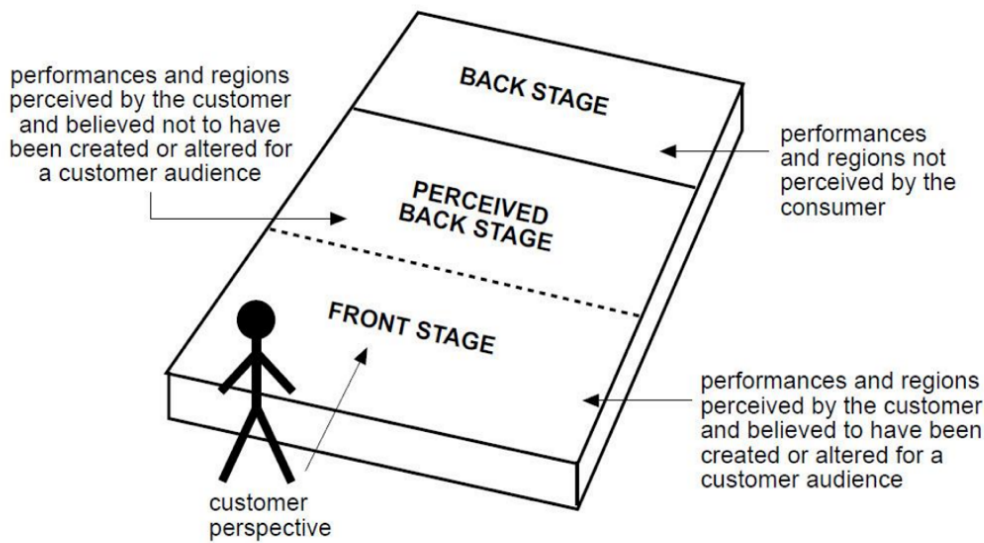 BACK STAGE
performances and regions
perceived by the customer
and believed not to have
been created or altered for
a customer audience
performances
and regions not
perceived by the
consumer
PERCEIVED
BACK STAGE
FRONT STAGE
performances and regions
perceived by the customer
and believed to have been
created or altered for a
customer audience
customer
perspective